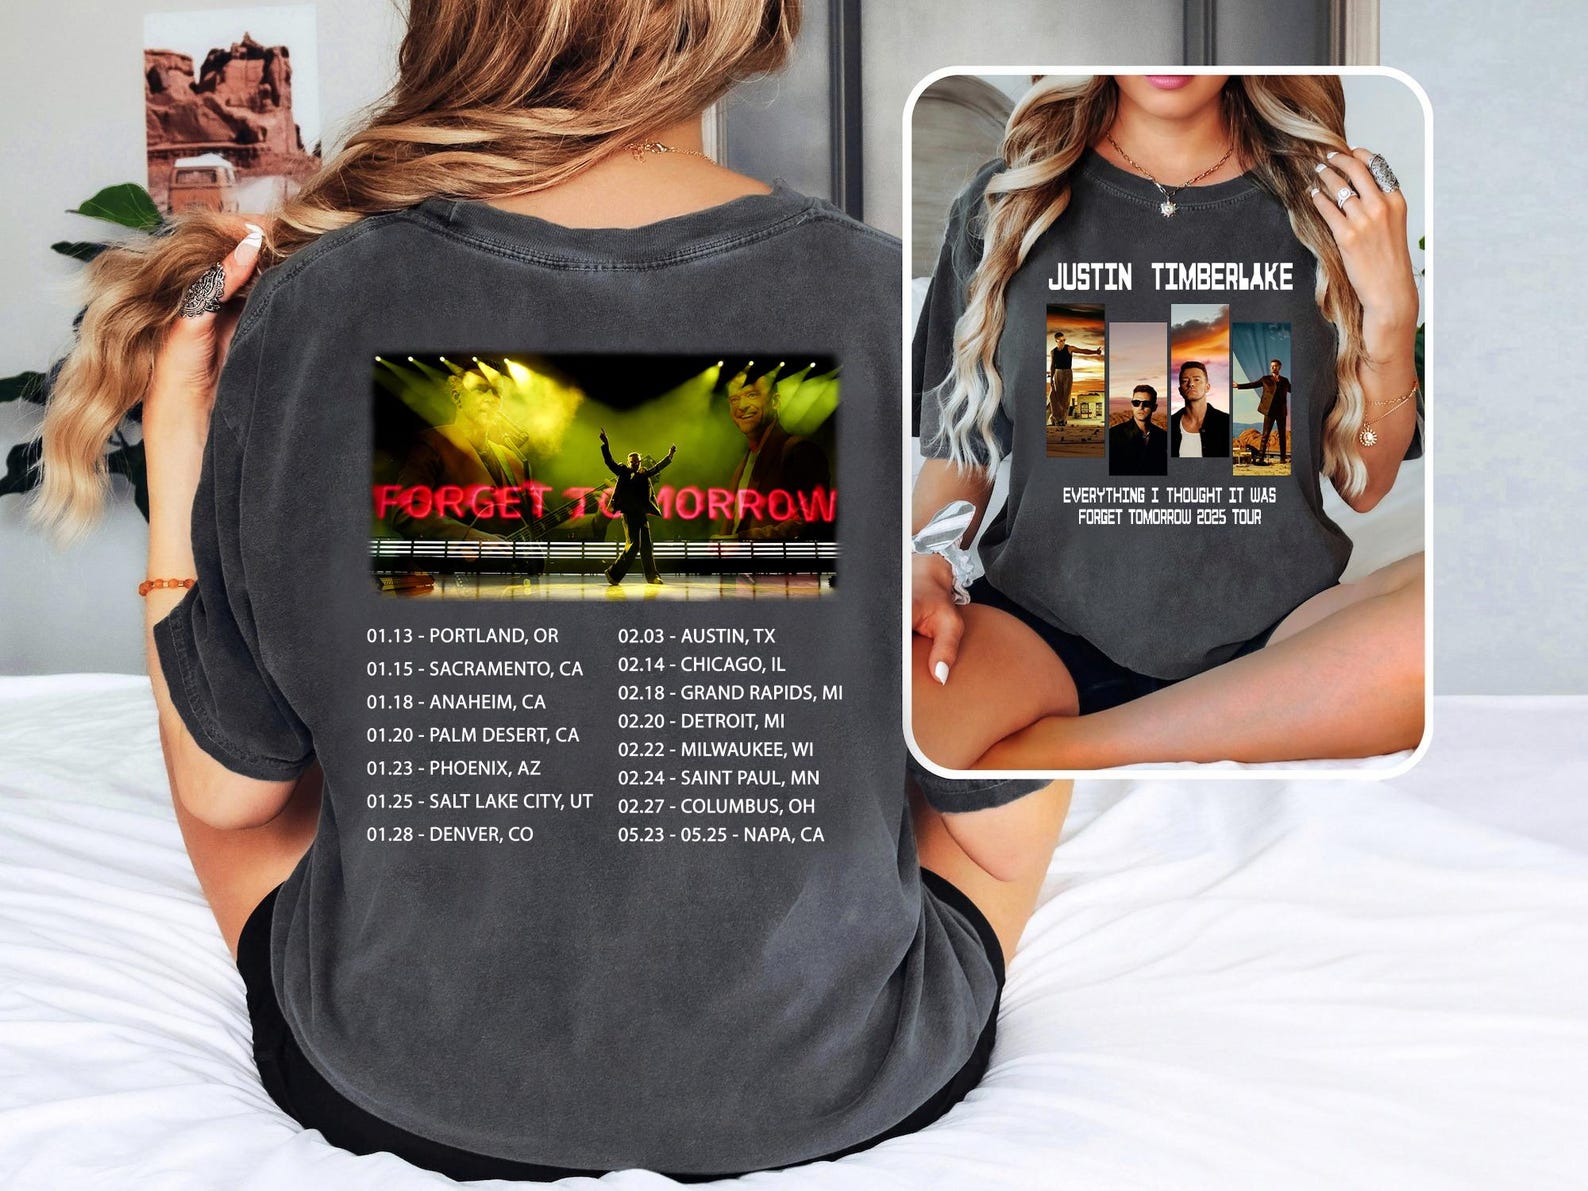 FORGET TOMORROW
01.13 - PORTLAND, OR
01.15 - SACRAMENTO, CA
01.18 - ANAHEIM, CA
01.20 - PALM DESERT, CA
01.23 - PHOENIX, AZ
01.25 - SALT LAKE CITY, UT
01.28 - DENVER, CO
02.03 - AUSTIN, TX
02.14 - CHICAGO, IL
02.18 - GRAND RAPIDS, MI
02.20 - DETROIT, MI
02.22 - MILWAUKEE, WI
02.24 - SAINT PAUL, MN
02.27 - COLUMBUS, OH
05.23 - 05.25 - NAPA, CA
JUSTIN TIMBERLAKE
EVERYTHING I THOUGHT IT WAS
FORGET TOMORROW 2025 TOUR